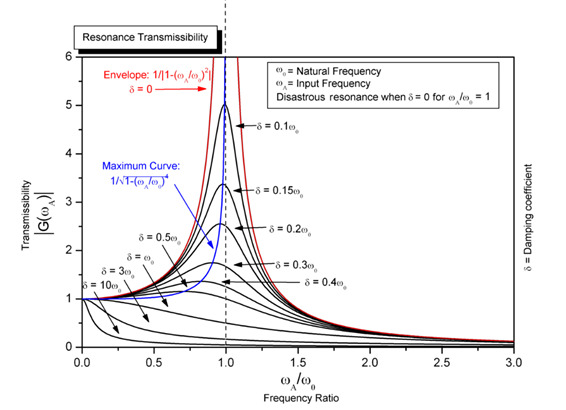 Resonance Transmissibility
Envelope: 1/|1-(ω_A/ω_0)²|
δ = 0
ω_0 = Natural Frequency
ω_A = Input Frequency
Disastrous resonance when δ = 0 for ω_A/ω_0 = 1
Maximum Curve:
1/√1-(ω_A/ω_0)⁴
δ = 0.1ω_0
δ = 0.15ω_0
δ = 0.2ω_0
δ = 0.3ω_0
δ = 0.4ω_0
δ = 0.5ω_0
δ = ω_0
δ = 3ω_0
δ = 10ω_0
Transmissibility
|G(ω_A)|
6
5
4
3
2
1
0
0.0
0.5
1.0
1.5
2.0
2.5
3.0
ω_A/ω_0
Frequency Ratio
δ = Damping coefficient